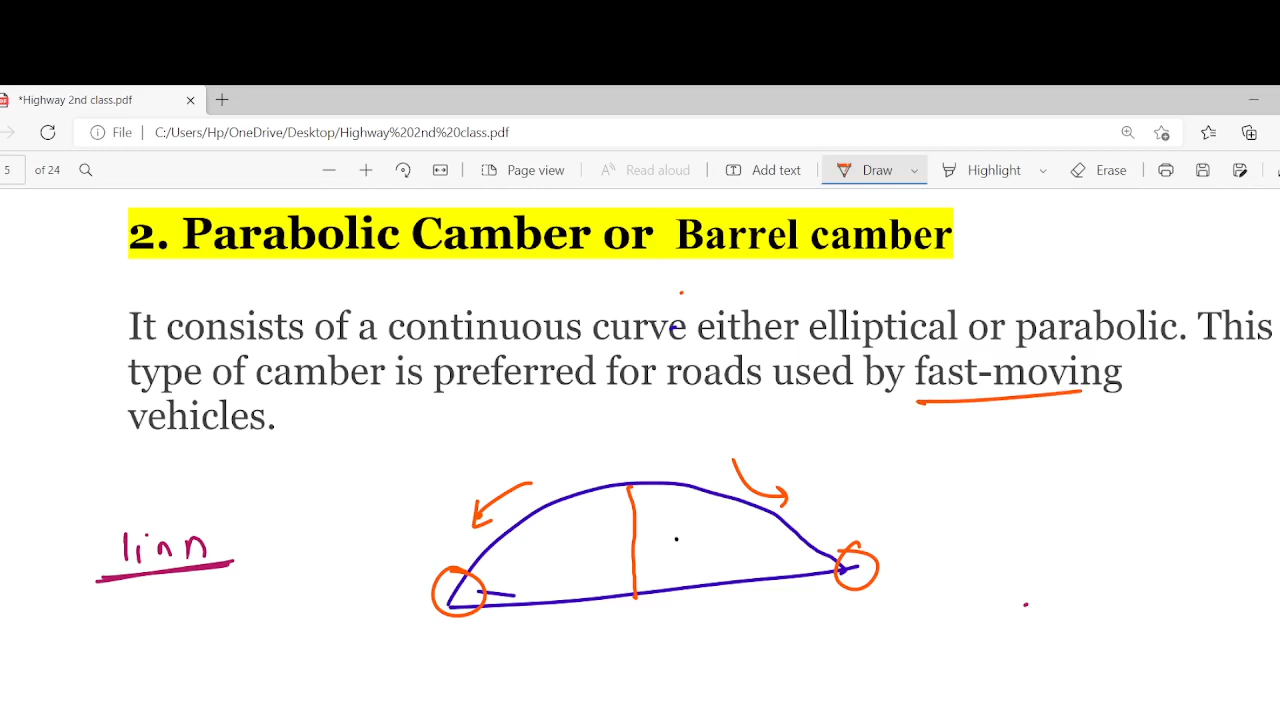 *Highway 2nd class.pdf
File C:/Users/Hp/OneDrive/Desktop/Highway%202nd%20class.pdf
5 of 24 Page view Read aloud Add text Draw Highlight Erase
2. Parabolic Camber or Barrel camber
It consists of a continuous curve either elliptical or parabolic. This
type of camber is preferred for roads used by fast-moving
vehicles.